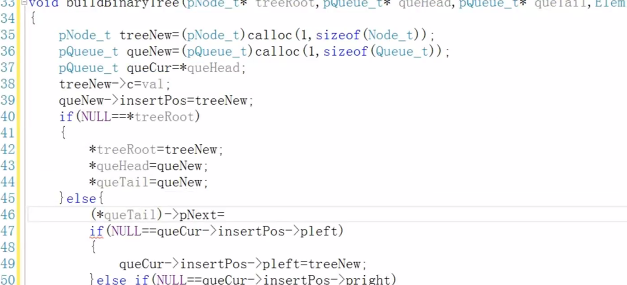 33 void buildBinaryTree(pNode_t* treeRoot,pQueue_t* queHead,pQueue_t* queTail,Elem
34 {
35 pNode_t treeNew=(pNode_t)calloc(1,sizeof(Node_t));
36 pQueue_t queNew=(pQueue_t)calloc(1,sizeof(Queue_t));
37 pQueue_t queCur=*queHead;
38 treeNew->c=val;
39 queNew->insertPos=treeNew;
40 if(NULL==*treeRoot)
41 {
42 *treeRoot=treeNew;
43 *queHead=queNew;
44 *queTail=queNew;
45 }else{
46 (*queTail)->pNext=
47 if(NULL==queCur->insertPos->pleft)
48 {
49 queCur->insertPos->pleft=treeNew;
50 }else if(NULL==queCur->insertPos->pright)